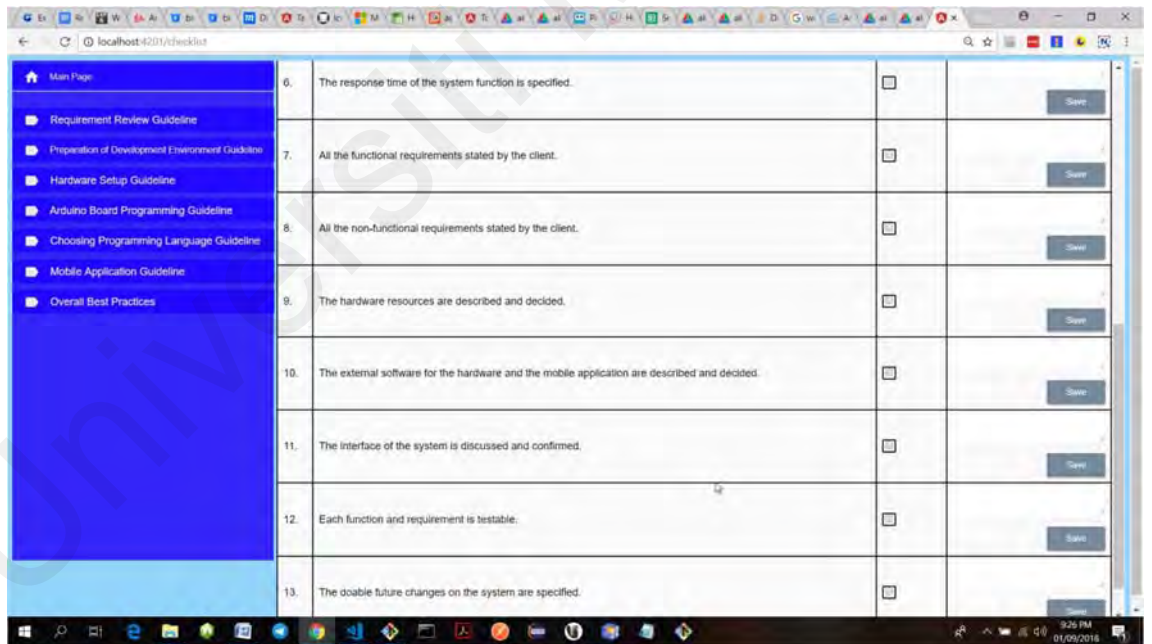 localhost:4201/checklist
Main Page
Requirement Review Guideline
Preparation of Development Environment Guideline
Hardware Setup Guideline
Arduino Board Programming Guideline
Choosing Programming Language Guideline
Mobile Application Guideline
Overall Best Practices
6. The response time of the system function is specified.
Save
7. All the functional requirements stated by the client.
Save
8. All the non-functional requirements stated by the client.
Save
9. The hardware resources are described and decided.
Save
10. The external software for the hardware and the mobile application are described and decided.
Save
11. The interface of the system is discussed and confirmed.
Save
12. Each function and requirement is testable.
Save
13. The doable future changes on the system are specified.
Save
9:26 PM
01/09/2018
Universiti